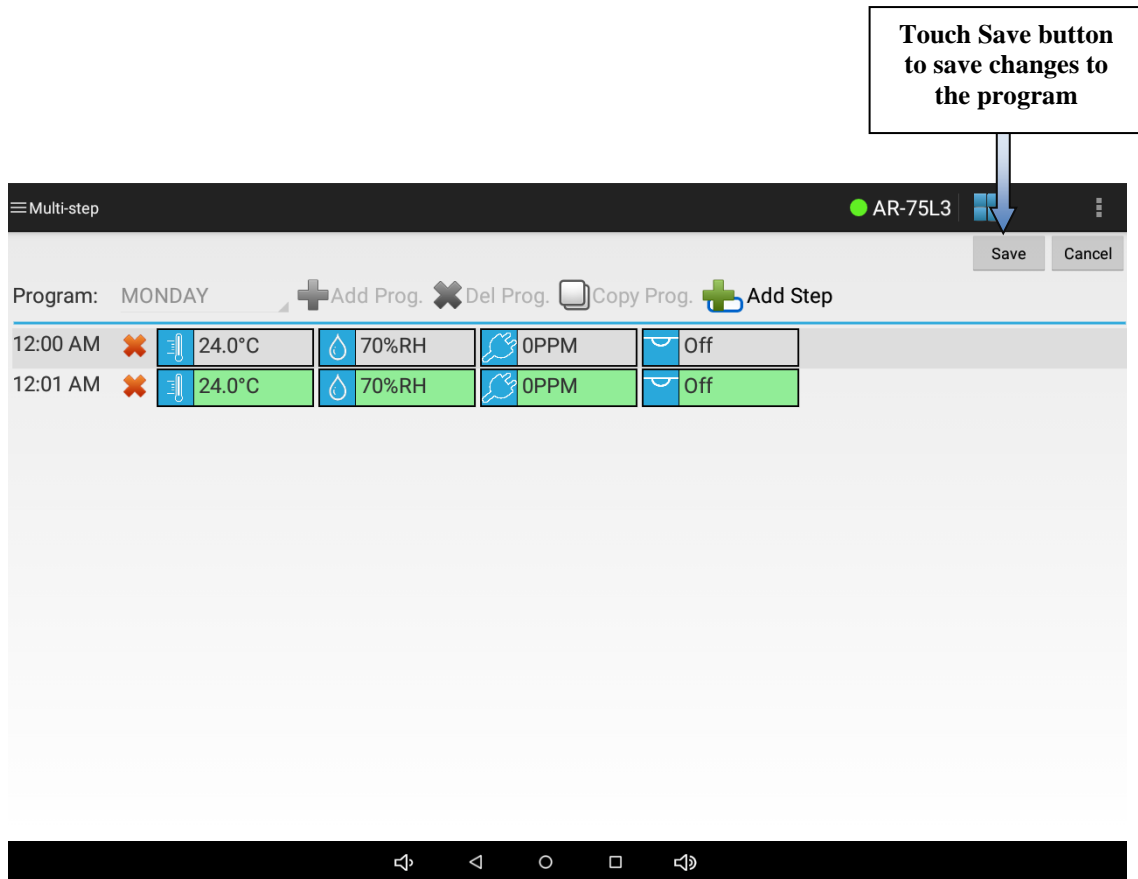 Touch Save button
to save changes to
the program
Multi-step
AR-75L3
Save Cancel
Program: MONDAY Add Prog. Del Prog. Copy Prog. Add Step
12:00 AM 24.0°C 70%RH 0PPM Off
12:01 AM 24.0°C 70%RH 0PPM Off